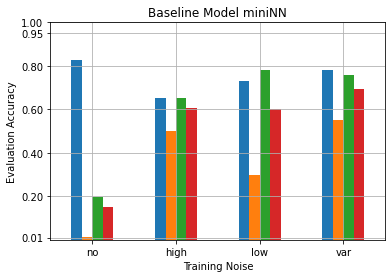 Baseline Model miniNN
1.00
0.95
0.80
0.60
0.40
0.20
0.01
Evaluation Accuracy
no high low var
Training Noise